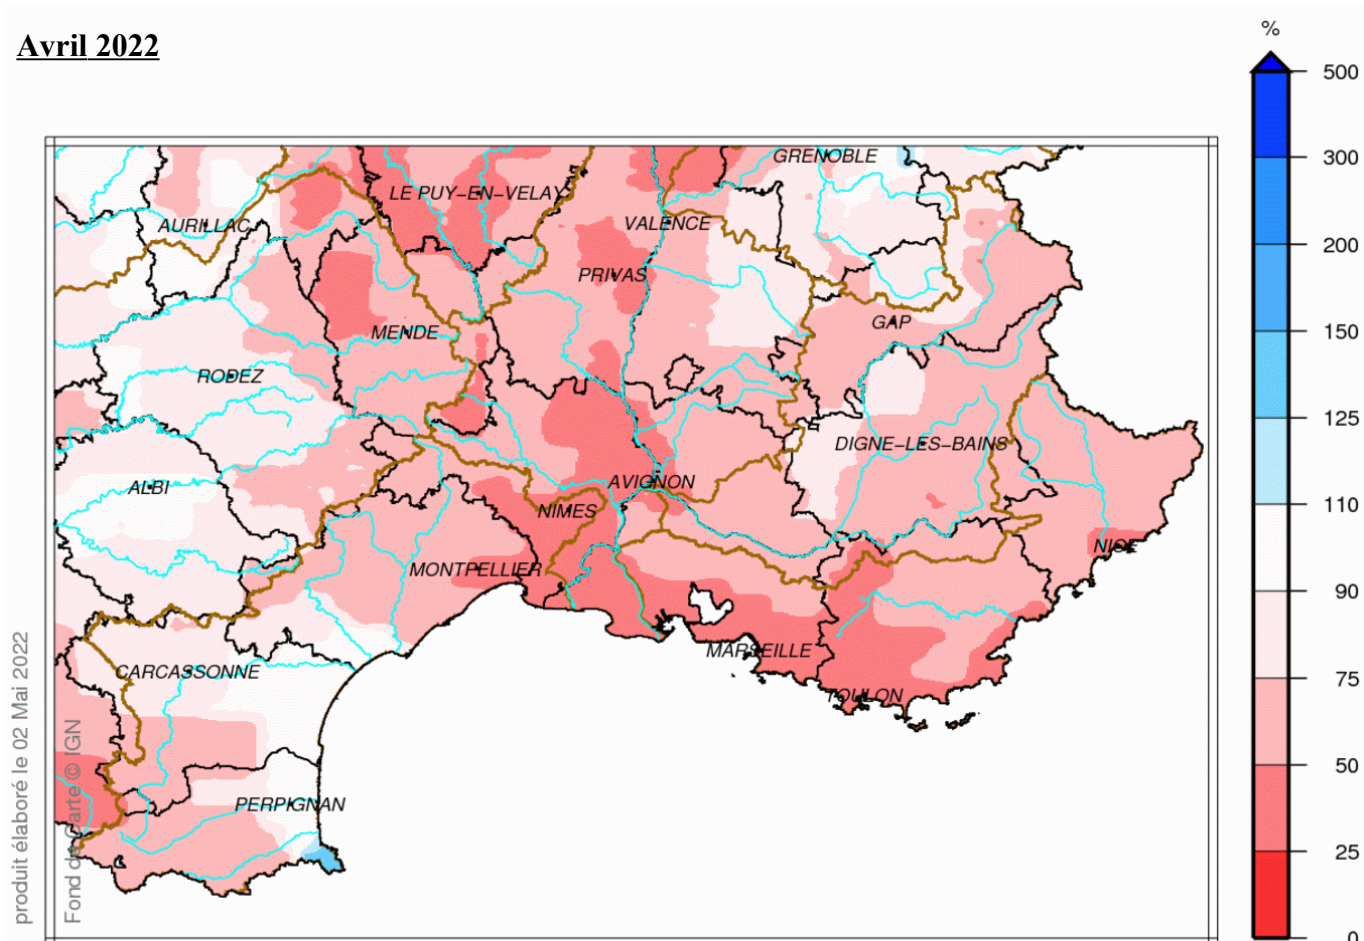 Avril 2022
%
500
300
200
150
125
110
90
75
50
25
0
GRENOBLE
LE PUY-EN-VELAY
AURILLAC
VALENCE
PRIVAS
GAP
MENDE
RODEZ
DIGNE-LES-BAINS
ALBI
AVIGNON
NIMES
NICE
MONTPELLIER
MARSEILLE
CARCASSONNE
TOULON
PERPIGNAN
produit élaboré le 02 Mai 2022
Fond de Carte © IGN